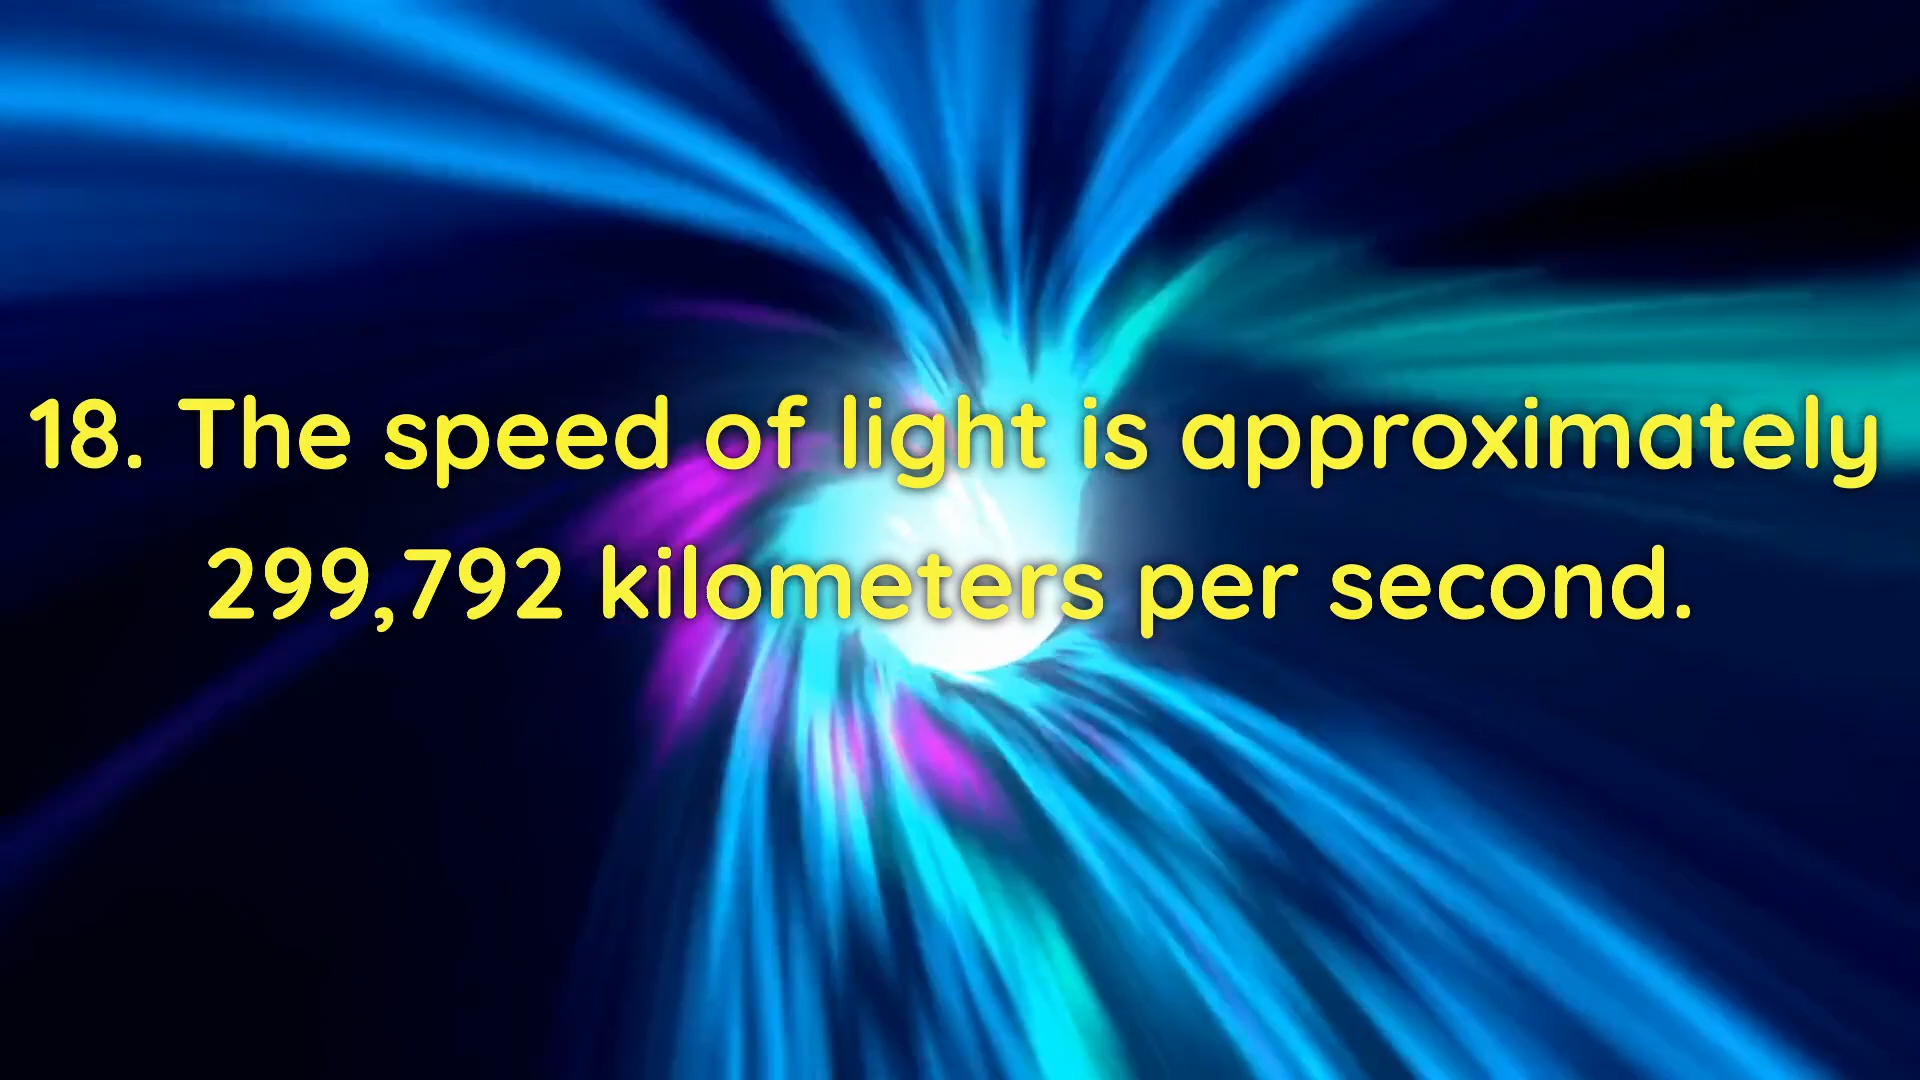 18. The speed of light is approximately
299,792 kilometers per second.